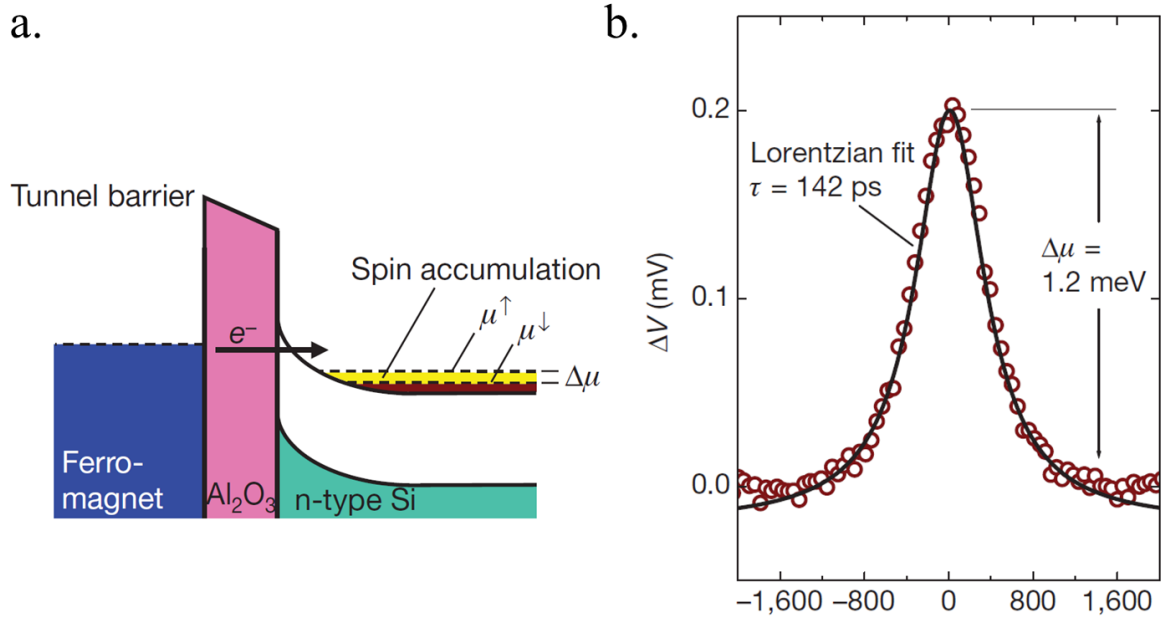 a.
Tunnel barrier
Spin accumulation
μ↑
μ↓
e−
Δμ
Ferro-
magnet
Al2O3
n-type Si
b.
0.2
Lorentzian fit
τ = 142 ps
Δμ =
1.2 meV
ΔV (mV)
0.1
0.0
−1,600
−800
0
800
1,600